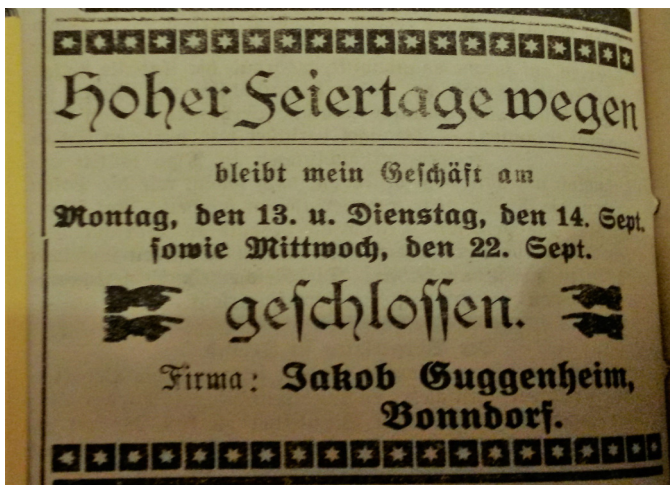 Hoher Feiertage wegen
bleibt mein Geschäft am
Montag, den 13. u. Dienstag, den 14. Sept.
sowie Mittwoch, den 22. Sept.
geschlossen.
Firma: Jakob Guggenheim,
Bonndorf.